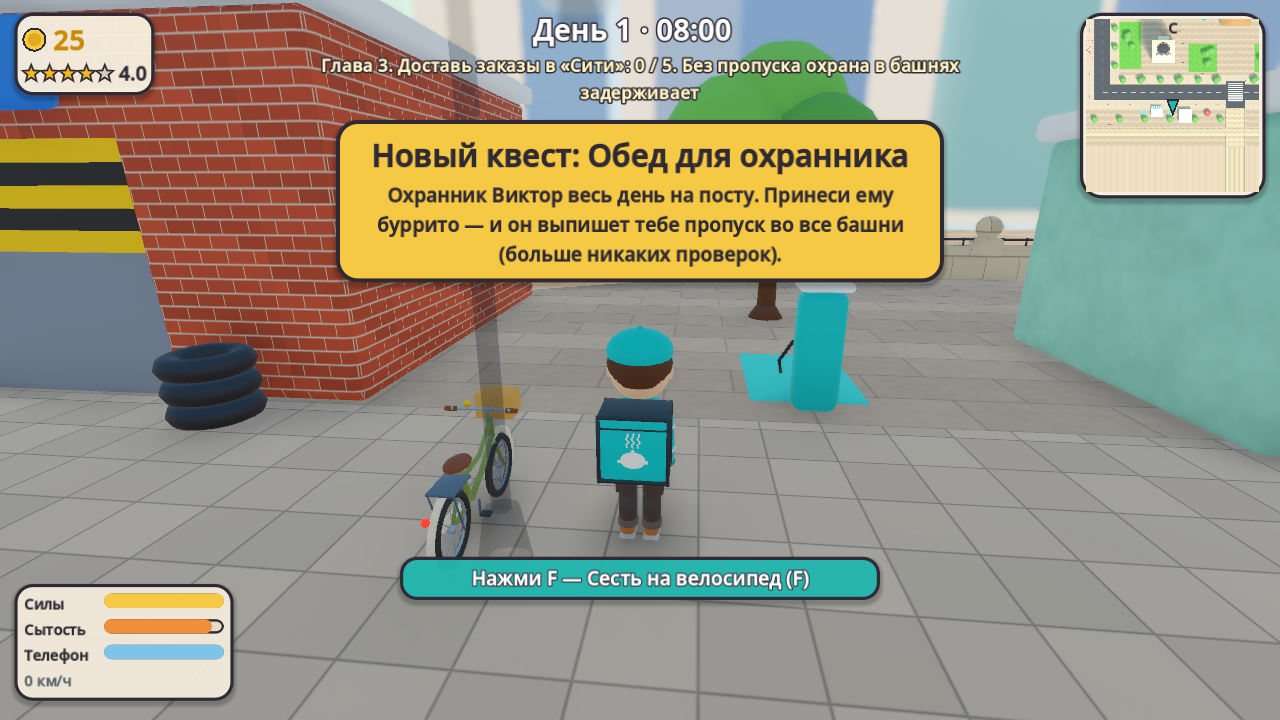 25
4.0
День 1 · 08:00
Глава 3. Доставь заказы в «Сити»: 0 / 5. Без пропуска охрана в башнях
задерживает
С
Новый квест: Обед для охранника
Охранник Виктор весь день на посту. Принеси ему
буррито — и он выпишет тебе пропуск во все башни
(больше никаких проверок).
Нажми F — Сесть на велосипед (F)
Силы
Сытость
Телефон
0 км/ч